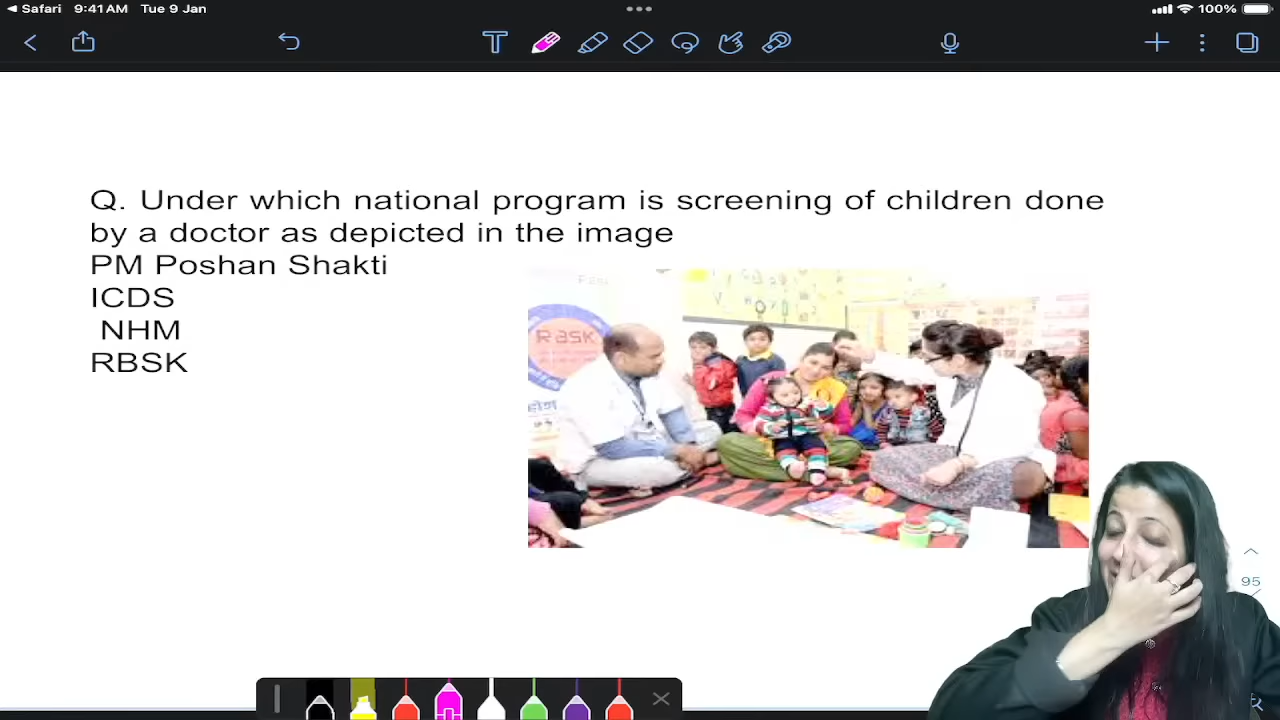 Safari 9:41 AM Tue 9 Jan 100%
Q. Under which national program is screening of children done
by a doctor as depicted in the image
PM Poshan Shakti
ICDS
NHM
RBSK
RBSK
95